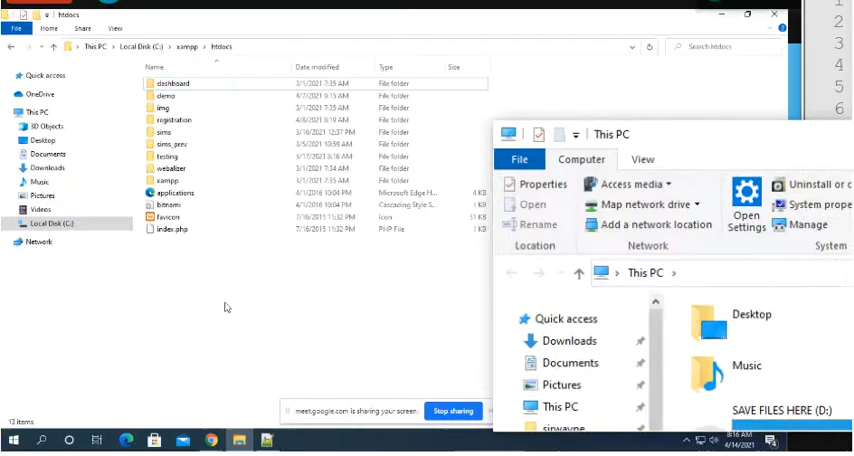 htdocs
File Home Share View
This PC Local Disk (C:) xampp htdocs
Search htdocs
Name Date modified Type Size
Quick access
OneDrive
This PC
3D Objects
Desktop
Documents
Downloads
Music
Pictures
Videos
Local Disk (C:)
Network
dashboard 3/1/2021 7:35 AM File folder
demo 4/7/2021 9:15 AM File folder
img 3/1/2021 7:35 AM File folder
registration 4/8/2021 8:19 AM File folder
sims 3/16/2021 12:37 PM File folder
sims_prev 3/5/2021 10:59 AM File folder
testing 3/17/2021 8:16 AM File folder
webalizer 3/1/2021 7:34 AM File folder
xampp 3/1/2021 7:35 AM File folder
applications 4/1/2016 10:04 PM Microsoft Edge H... 4 KB
bitnami 4/1/2016 10:04 PM Cascading Style S... 1 KB
favicon 7/16/2015 11:32 PM Icon 31 KB
index.php 7/16/2015 11:32 PM PHP File 1 KB
meet.google.com is sharing your screen. Stop sharing
13 items
This PC
File Computer View
Properties Access media Uninstall or c
Open Map network drive System prope
Rename Add a network location Manage
Open
Settings
Location Network System
This PC
Quick access
Downloads
Documents
Pictures
This PC
sirwayne
Desktop
Music
SAVE FILES HERE (D:)
8:16 AM
4/14/2021
4
2
3
4
5
6